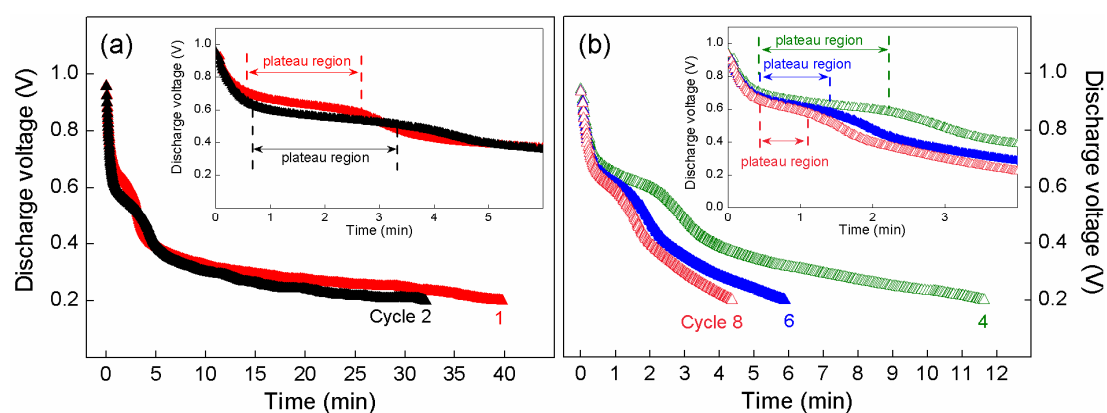 (a)
Discharge voltage (V)
1.0
0.8
0.6
0.4
0.2
0 5 10 15 20 25 30 35 40
Time (min)
Cycle 2
1
Discharge voltage (V)
1.0
0.8
0.6
0.4
0.2
0 1 2 3 4 5
Time (min)
plateau region
plateau region
(b)
0 1 2 3 4 5 6 7 8 9 10 11 12
Time (min)
Cycle 8
6
4
Discharge voltage (V)
1.0
0.8
0.6
0.4
0.2
0 1 2 3
Time (min)
plateau region
plateau region
plateau region
1.0
0.8
0.6
0.4
0.2
Discharge voltage (V)